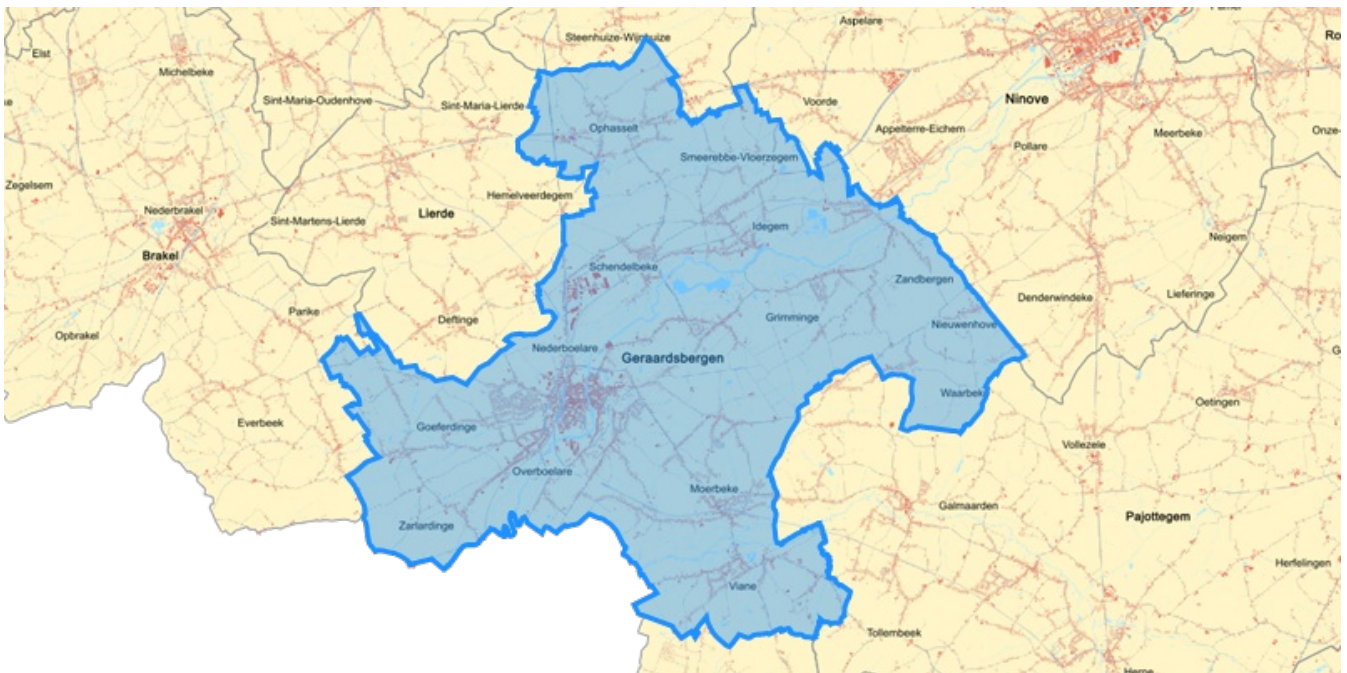 Aspelare
Steenhuize-Wijnhuize
Elst
Michelbeke
Ninove
Sint-Maria-Oudenhove
Sint-Maria-Lierde
Voorde
Ophasselt
Appelterre-Eichem
Meerbeke
Onze-
Pollare
Smeerebbe-Vloerzegem
Zegelsem
Hemelveerdegem
Nederbrakel
Lierde
Sint-Martens-Lierde
Idegem
Neigem
Brakel
Schendelbeke
Zandbergen
Denderwindeke
Lieferinge
Parike
Deftinge
Grimminge
Nieuwenhove
Opbrakel
Nederboelare
Geraardsbergen
Waarbek
Oetingen
Everbeek
Goeferdinge
Vollezele
Overboelare
Moerbeke
Galmaarden
Pajottegem
Zarlardinge
Herfelingen
Viane
Tollembeek
Herne